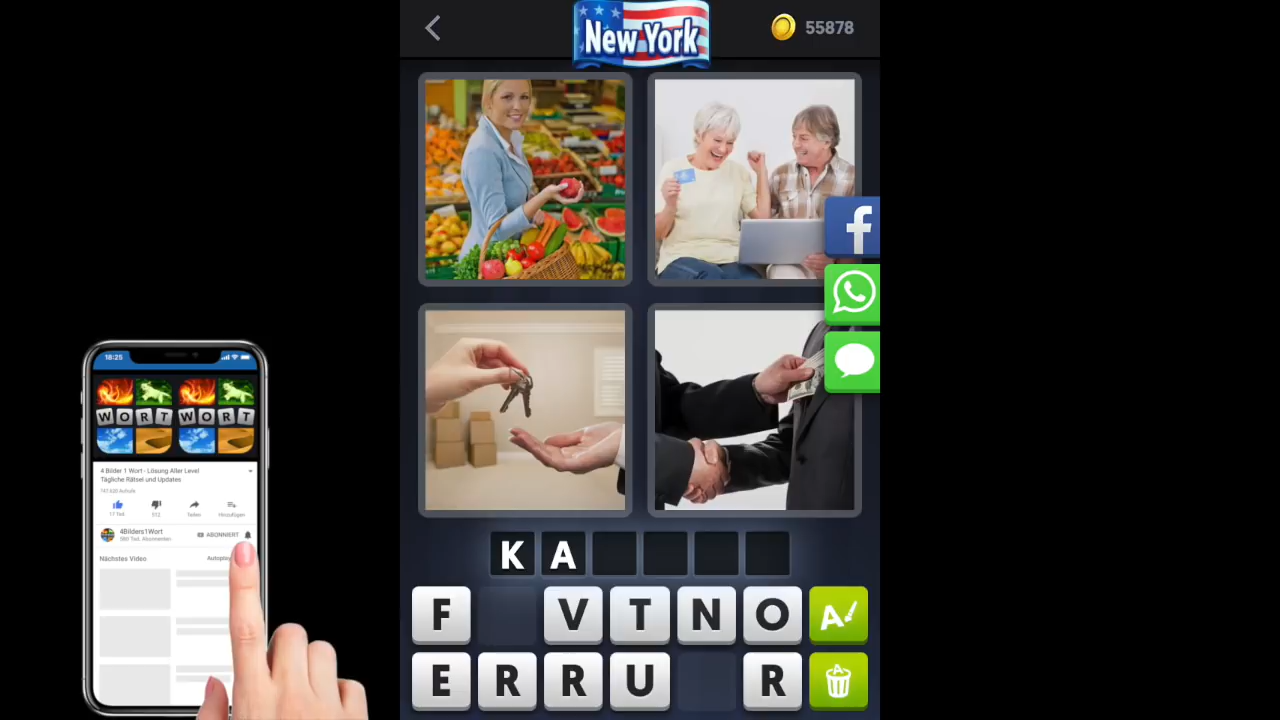 New York
55878
18:25
WORT WORT
4 Bilder 1 Wort - Lösung Aller Level
Tägliche Rätsel und Updates
Teilen
Hinzufügen
4Bilders1Wort
ABONNIERT
Nächstes Video
Autoplay
K A
F V T N O A
E R R U R